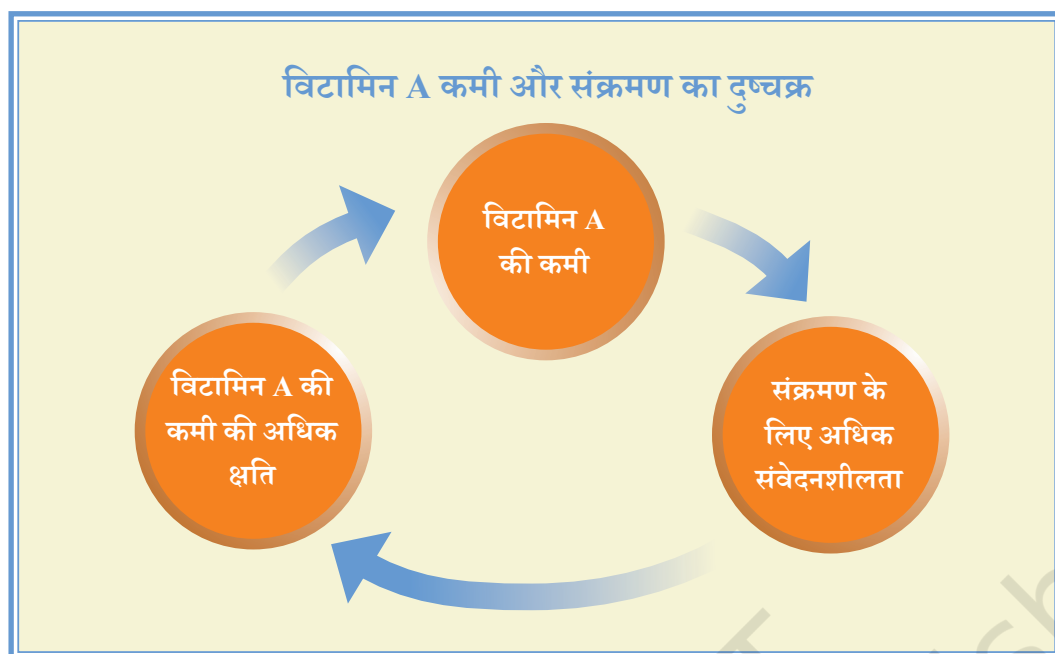 विटामिन A कमी और संक्रमण का दुष्चक्र
विटामिन A
की कमी
संक्रमण के
लिए अधिक
संवेदनशीलता
विटामिन A की
कमी की अधिक
क्षति